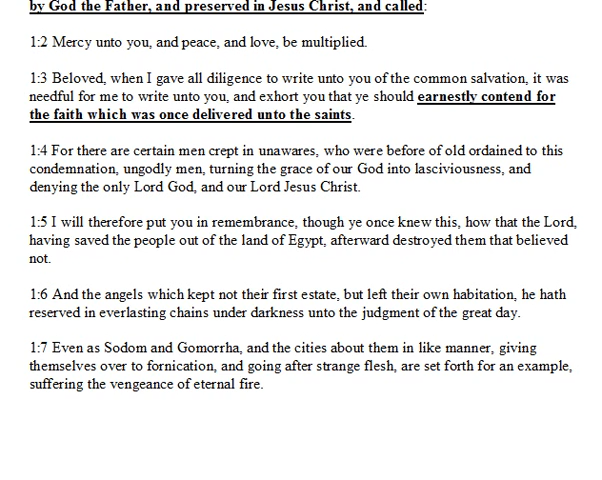 by God the Father, and preserved in Jesus Christ, and called:
1:2 Mercy unto you, and peace, and love, be multiplied.
1:3 Beloved, when I gave all diligence to write unto you of the common salvation, it was
needful for me to write unto you, and exhort you that ye should earnestly contend for
the faith which was once delivered unto the saints.
1:4 For there are certain men crept in unawares, who were before of old ordained to this
condemnation, ungodly men, turning the grace of our God into lasciviousness, and
denying the only Lord God, and our Lord Jesus Christ.
1:5 I will therefore put you in remembrance, though ye once knew this, how that the Lord,
having saved the people out of the land of Egypt, afterward destroyed them that believed
not.
1:6 And the angels which kept not their first estate, but left their own habitation, he hath
reserved in everlasting chains under darkness unto the judgment of the great day.
1:7 Even as Sodom and Gomorrha, and the cities about them in like manner, giving
themselves over to fornication, and going after strange flesh, are set forth for an example,
suffering the vengeance of eternal fire.